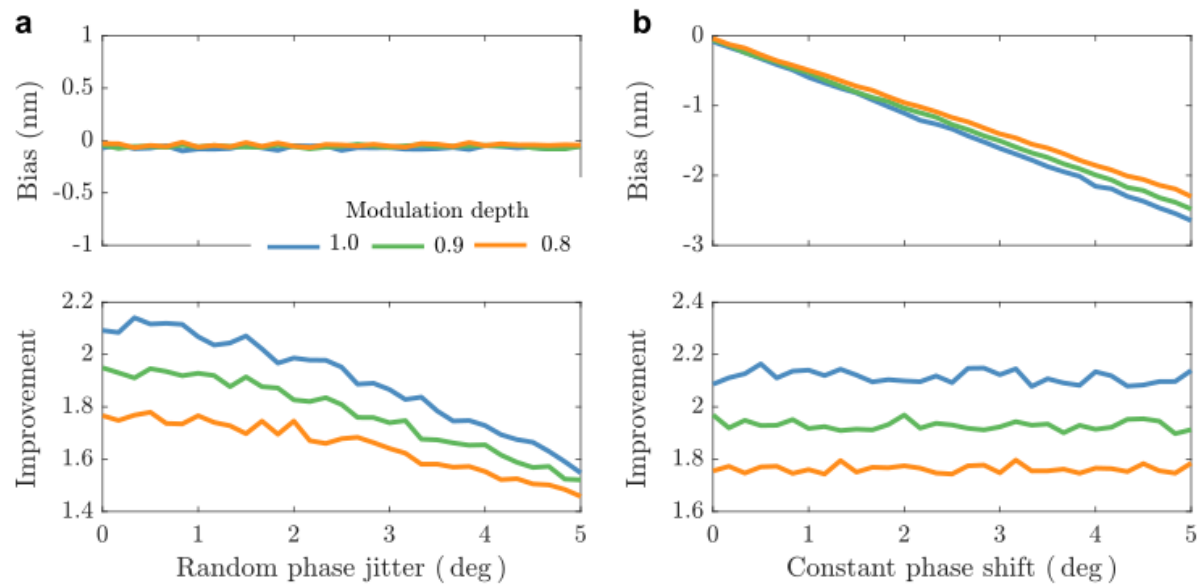 a
1
0.5
0
-0.5
-1
Bias (nm)
Modulation depth
1.0 0.9 0.8
2.2
2
1.8
1.6
1.4
Improvement
0 1 2 3 4 5
Random phase jitter (deg)
b
0
-1
-2
-3
Bias (nm)
2.4
2.2
2
1.8
1.6
Improvement
0 1 2 3 4 5
Constant phase shift (deg)